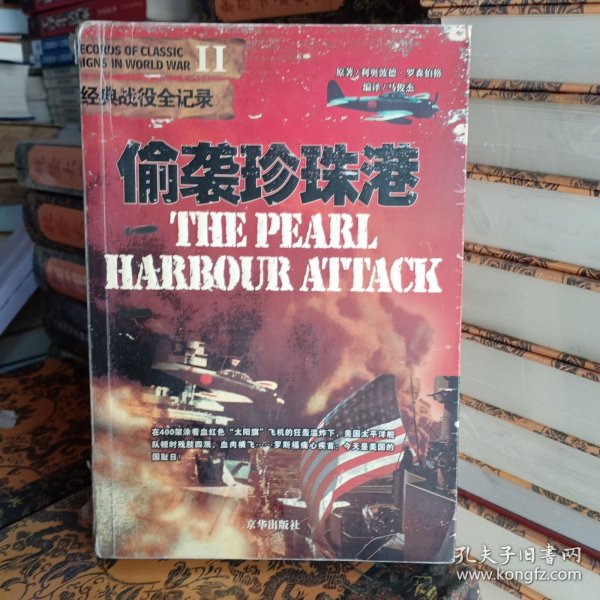 ECORDS OF CLASSIC
IGNS IN WORLD WAR II
经典战役全记录
原著/利奥波德·罗森伯格
编译/马俊杰
偷袭珍珠港
THE PEARL
HARBOUR ATTACK
在400架涂着血红色“太阳旗”飞机的狂轰滥炸下，美国太平洋舰
队顿时残肢四溅，血肉横飞……罗斯福痛心疾首：今天是美国的
国耻日！
京华出版社
孔夫子旧书网
www.kongfz.com